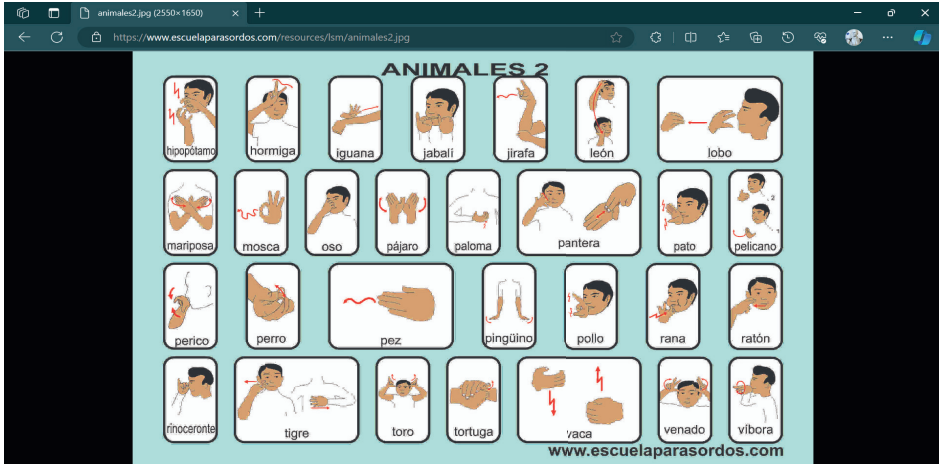 animales2.jpg (2550×1650)
https://www.escuelaparasordos.com/resources/lsm/animales2.jpg
ANIMALES 2
hipopótamo hormiga iguana jabalí jirafa león lobo
mariposa mosca oso pájaro paloma pantera pato pelicano
perico perro pez pingüino pollo rana ratón
rinoceronte tigre toro tortuga vaca venado víbora
www.escuelaparasordos.com